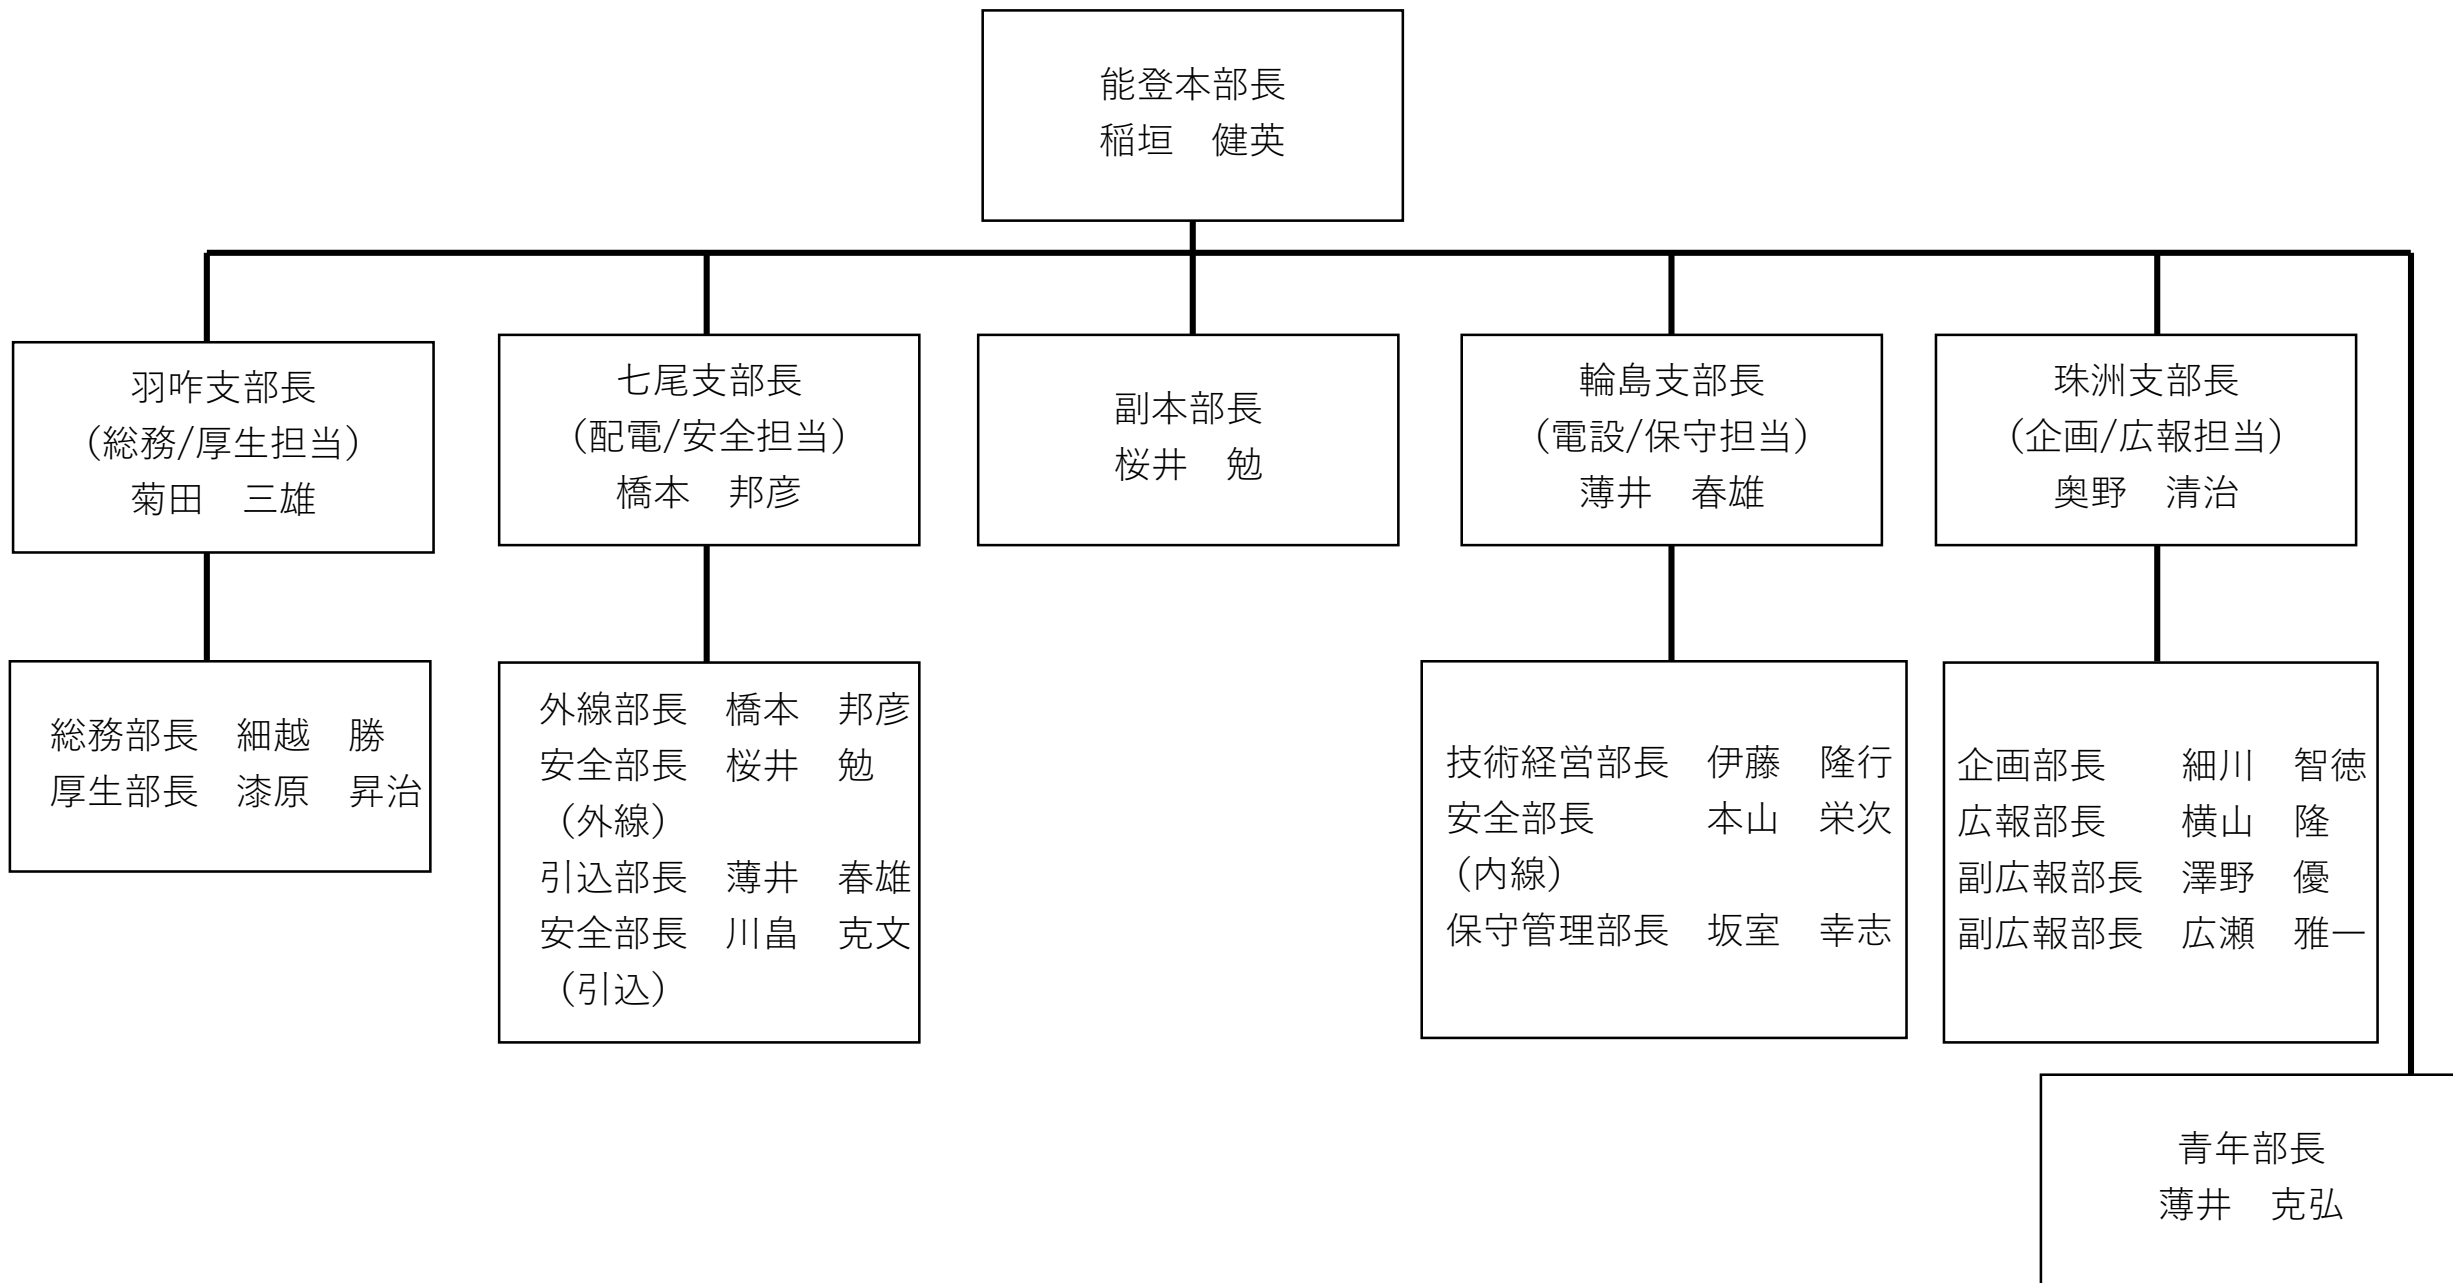 能登本部長
稲垣　健英
羽咋支部長
（総務/厚生担当）
菊田　三雄
七尾支部長
（配電/安全担当）
橋本　邦彦
副本部長
桜井　勉
輪島支部長
（電設/保守担当）
薄井　春雄
珠洲支部長
（企画/広報担当）
奥野　清治
総務部長　細越　勝
厚生部長　漆原　昇治
外線部長　橋本　邦彦
安全部長　桜井　勉
（外線）
引込部長　薄井　春雄
安全部長　川畠　克文
（引込）
技術経営部長　伊藤　隆行
安全部長　　　本山　栄次
（内線）
保守管理部長　坂室　幸志
企画部長　　細川　智徳
広報部長　　横山　隆
副広報部長　澤野　優
副広報部長　広瀬　雅一
青年部長
薄井　克弘